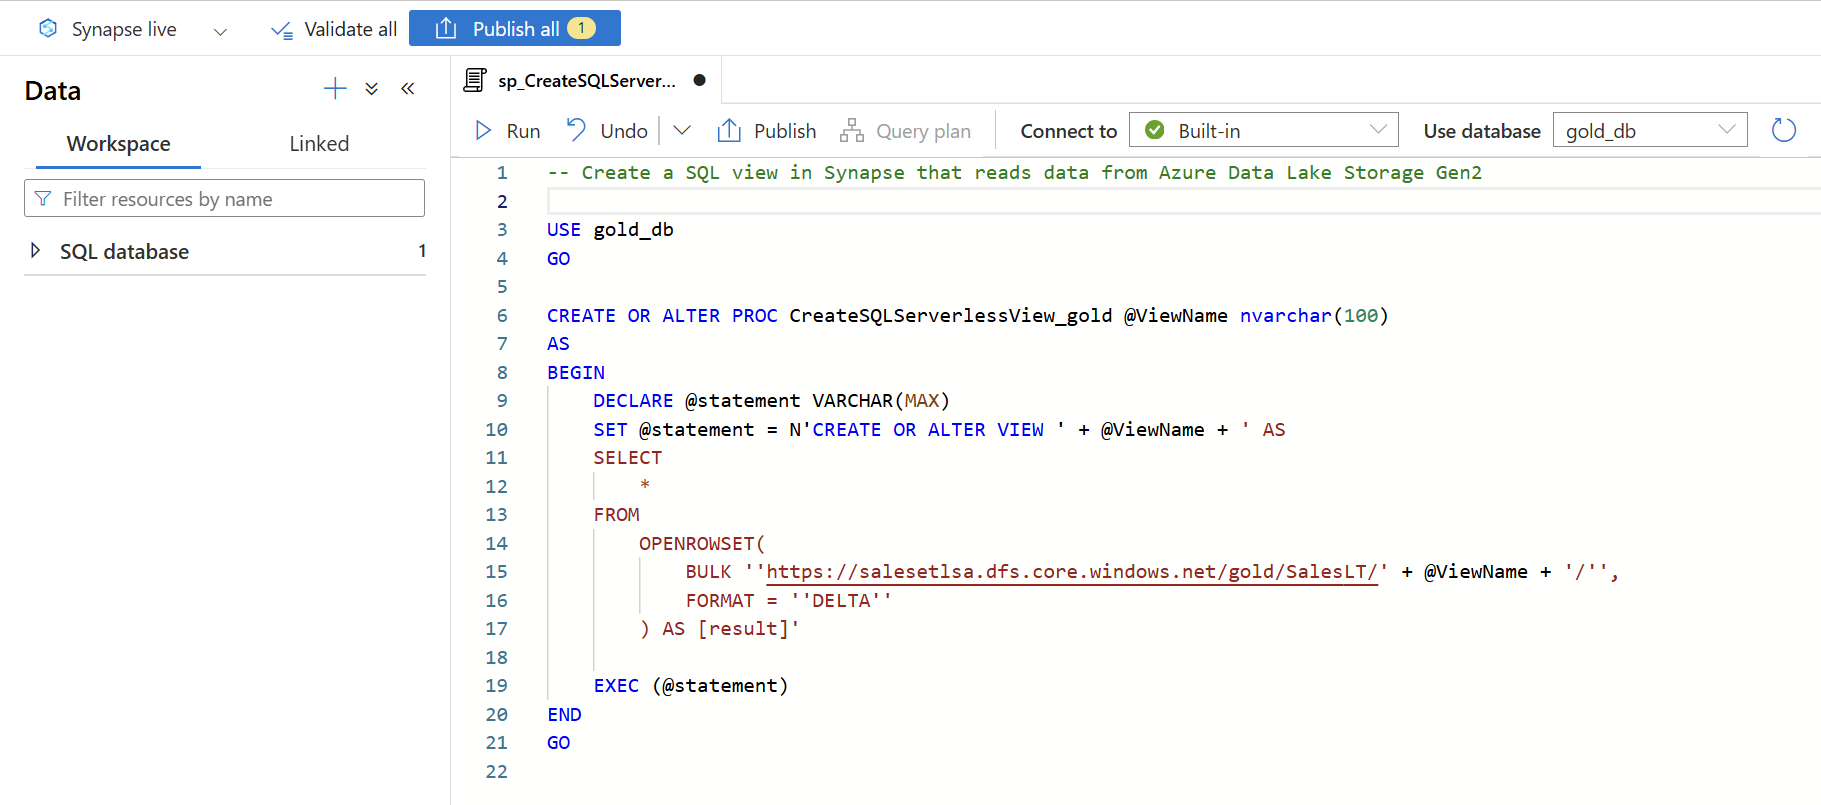 Synapse live
Validate all
Publish all 1
Data
Workspace Linked
Filter resources by name
SQL database 1
sp_CreateSQLServer...
Run Undo Publish Query plan Connect to Built-in Use database gold_db
1 -- Create a SQL view in Synapse that reads data from Azure Data Lake Storage Gen2
2
3 USE gold_db
4 GO
5
6 CREATE OR ALTER PROC CreateSQLServerlessView_gold @ViewName nvarchar(100)
7 AS
8 BEGIN
9 DECLARE @statement VARCHAR(MAX)
10 SET @statement = N'CREATE OR ALTER VIEW ' + @ViewName + ' AS
11 SELECT
12 *
13 FROM
14 OPENROWSET(
15 BULK ''https://salesetlsa.dfs.core.windows.net/gold/SalesLT/' + @ViewName + '/'',
16 FORMAT = ''DELTA''
17 ) AS [result]'
18
19 EXEC (@statement)
20 END
21 GO
22